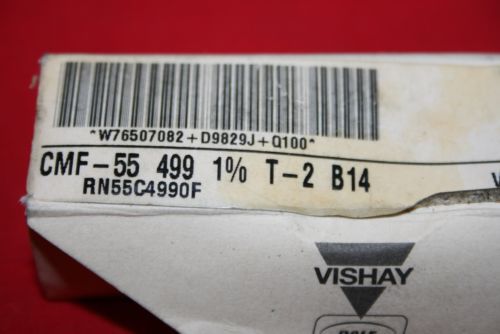 *W76507082+D9829J+Q100*
CMF-55 499 1% T-2 B14
RN55C4990F
VISHAY